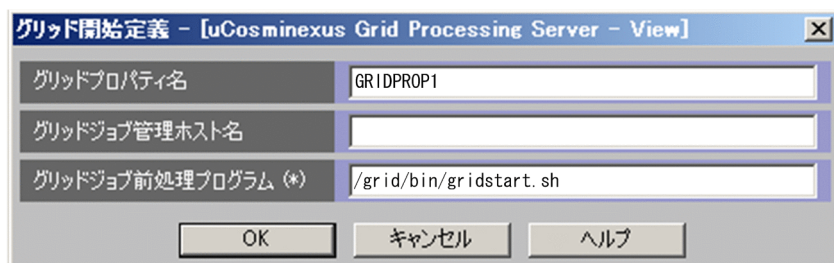 グリッド開始定義 - [uCosminexus Grid Processing Server - View]
グリッドプロパティ名 GRIDPROP1
グリッドジョブ管理ホスト名
グリッドジョブ前処理プログラム (*) /grid/bin/gridstart.sh
OK キャンセル ヘルプ